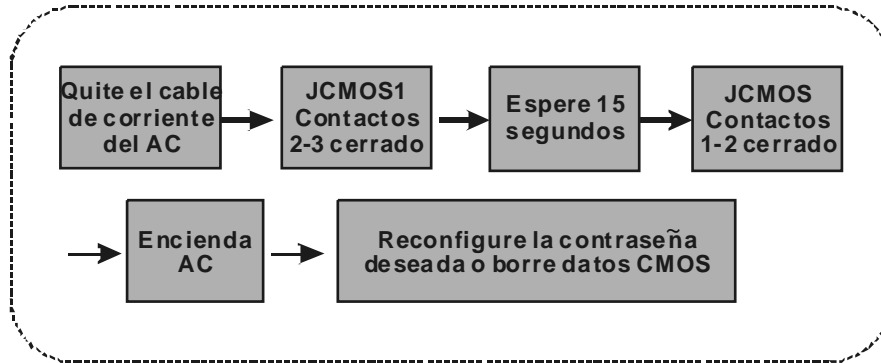 Quite el cable
de corriente
del AC
JCMOS1
Contactos
2-3 cerrado
Espere 15
segundos
JCMOS
Contactos
1-2 cerrado
Encienda
AC
Reconfigure la contraseña
deseada o borre datos CMOS